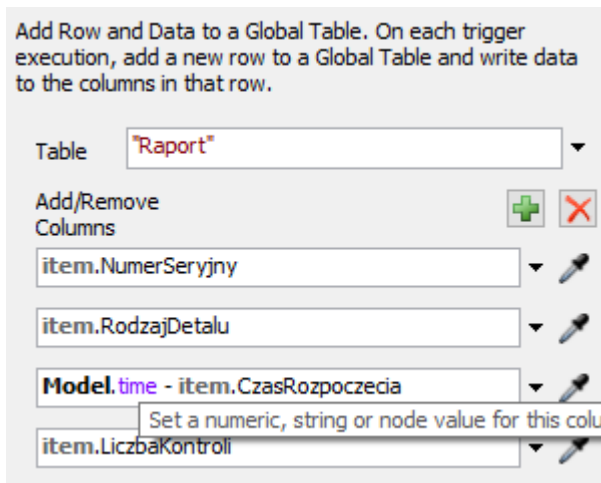 Add Row and Data to a Global Table. On each trigger
execution, add a new row to a Global Table and write data
to the columns in that row.
Table "Raport"
Add/Remove
Columns
item.NumerSeryjny
item.RodzajDetalu
Model.time - item.CzasRozpoczecia
Set a numeric, string or node value for this colu
item.LiczbaKontroli